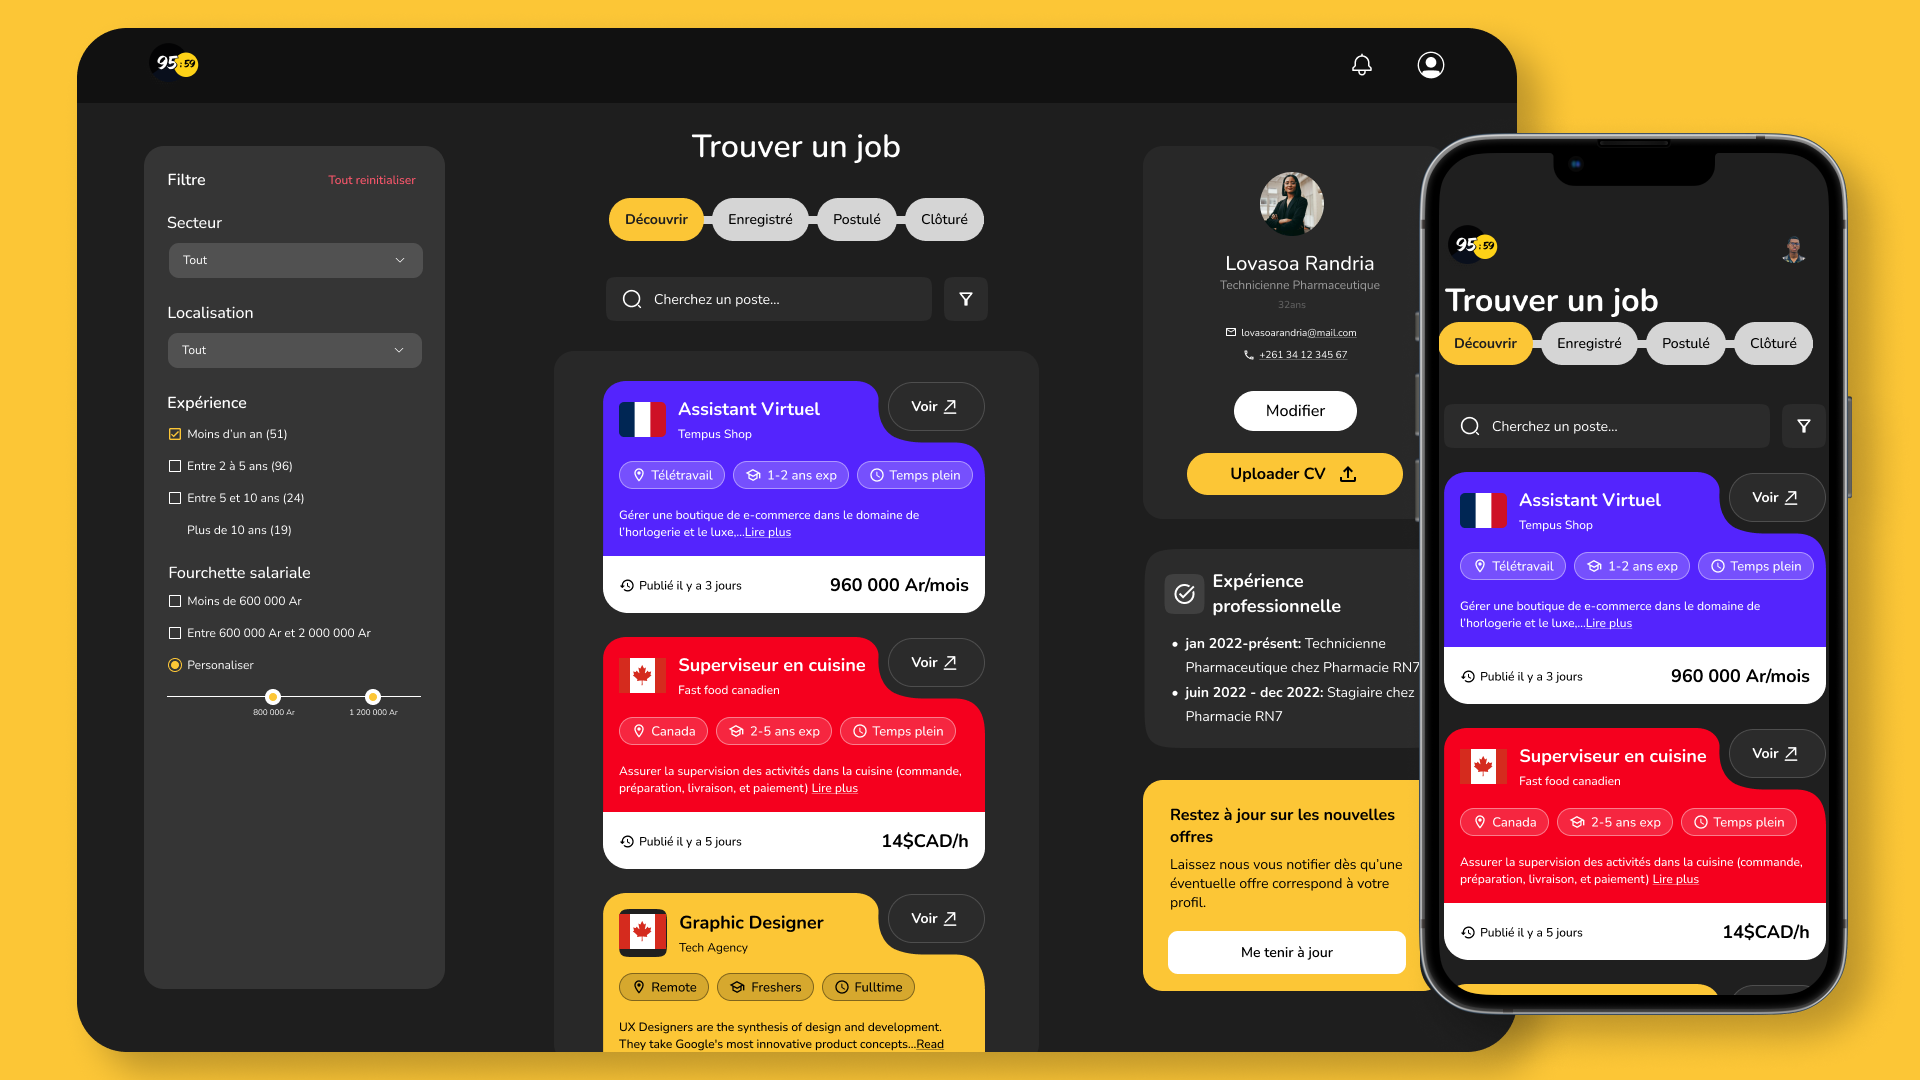 95:59
Filtre
Tout reinitialiser
Secteur
Tout
Localisation
Tout
Expérience
Moins d'un an (51)
Entre 2 à 5 ans (96)
Entre 5 et 10 ans (24)
Plus de 10 ans (19)
Fourchette salariale
Moins de 600 000 Ar
Entre 600 000 Ar et 2 000 000 Ar
Personaliser
800 000 Ar
1 200 000 Ar
Trouver un job
Découvrir
Enregistré
Postulé
Clôturé
Cherchez un poste...
Assistant Virtuel
Tempus Shop
Voir
Télétravail
1-2 ans exp
Temps plein
Gérer une boutique de e-commerce dans le domaine de
l'horlogerie et le luxe,...Lire plus
Publié il y a 3 jours
960 000 Ar/mois
Superviseur en cuisine
Fast food canadien
Voir
Canada
2-5 ans exp
Temps plein
Assurer la supervision des activités dans la cuisine (commande,
préparation, livraison, et paiement) Lire plus
Publié il y a 5 jours
14$CAD/h
Graphic Designer
Tech Agency
Voir
Remote
Freshers
Fulltime
UX Designers are the synthesis of design and development.
They take Google's most innovative product concepts...Read
Lovasoa Randria
Technicienne Pharmaceutique
32ans
lovasoarandria@mail.com
+261 34 12 345 67
Modifier
Uploader CV
Expérience
professionnelle
• jan 2022-présent: Technicienne
Pharmaceutique chez Pharmacie RN7
• juin 2022 - dec 2022: Stagiaire chez
Pharmacie RN7
Restez à jour sur les nouvelles
offres
Laissez nous vous notifier dès qu'une
éventuelle offre correspond à votre
profil.
Me tenir à jour
95:59
Trouver un job
Découvrir
Enregistré
Postulé
Clôturé
Cherchez un poste...
Assistant Virtuel
Tempus Shop
Voir
Télétravail
1-2 ans exp
Temps plein
Gérer une boutique de e-commerce dans le domaine de
l'horlogerie et le luxe,...Lire plus
Publié il y a 3 jours
960 000 Ar/mois
Superviseur en cuisine
Fast food canadien
Voir
Canada
2-5 ans exp
Temps plein
Assurer la supervision des activités dans la cuisine (commande,
préparation, livraison, et paiement) Lire plus
Publié il y a 5 jours
14$CAD/h